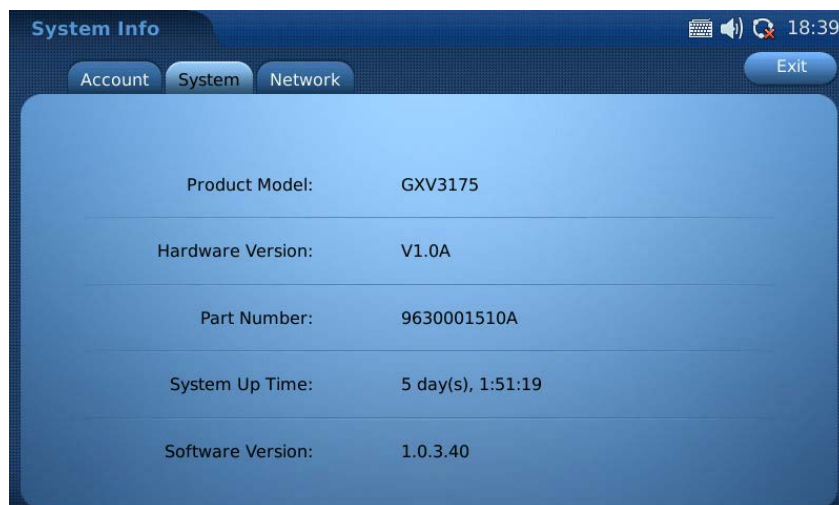 System Info 18:39
Account System Network Exit
Product Model: GXV3175
Hardware Version: V1.0A
Part Number: 9630001510A
System Up Time: 5 day(s), 1:51:19
Software Version: 1.0.3.40